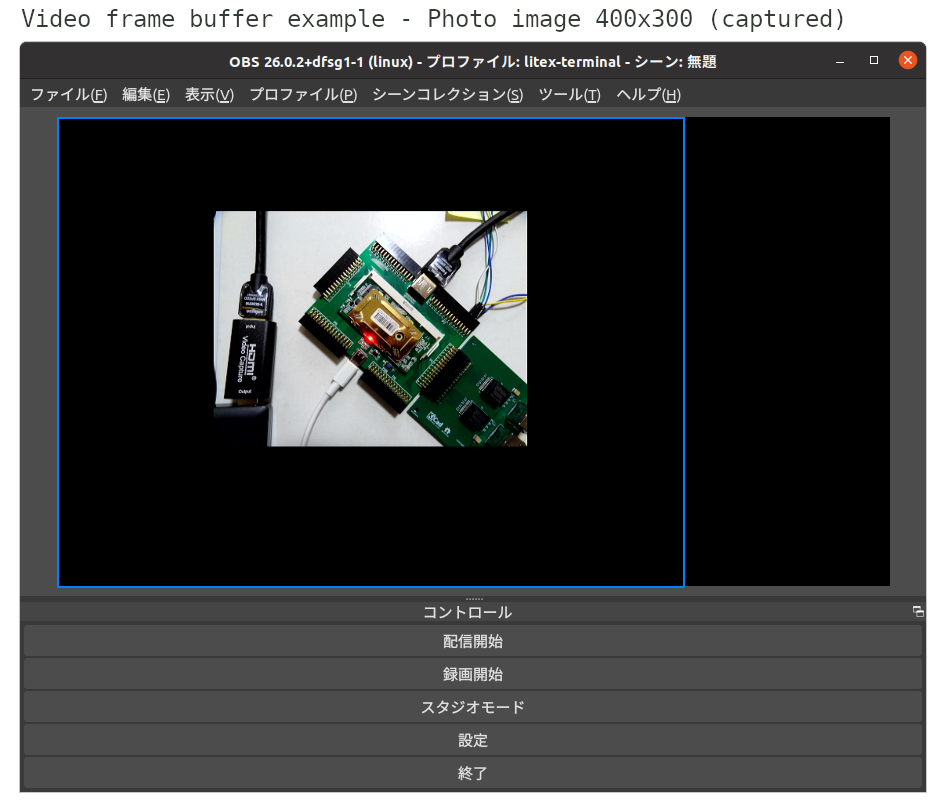 Video frame buffer example - Photo image 400x300 (captured)
OBS 26.0.2+dfsg1-1 (linux) - プロファイル: litex-terminal - シーン: 無題
ファイル(F) 編集(E) 表示(V) プロファイル(P) シーンコレクション(S) ツール(T) ヘルプ(H)
Input
HDMI
Video Capture
Output
コントロール
配信開始
録画開始
スタジオモード
設定
終了